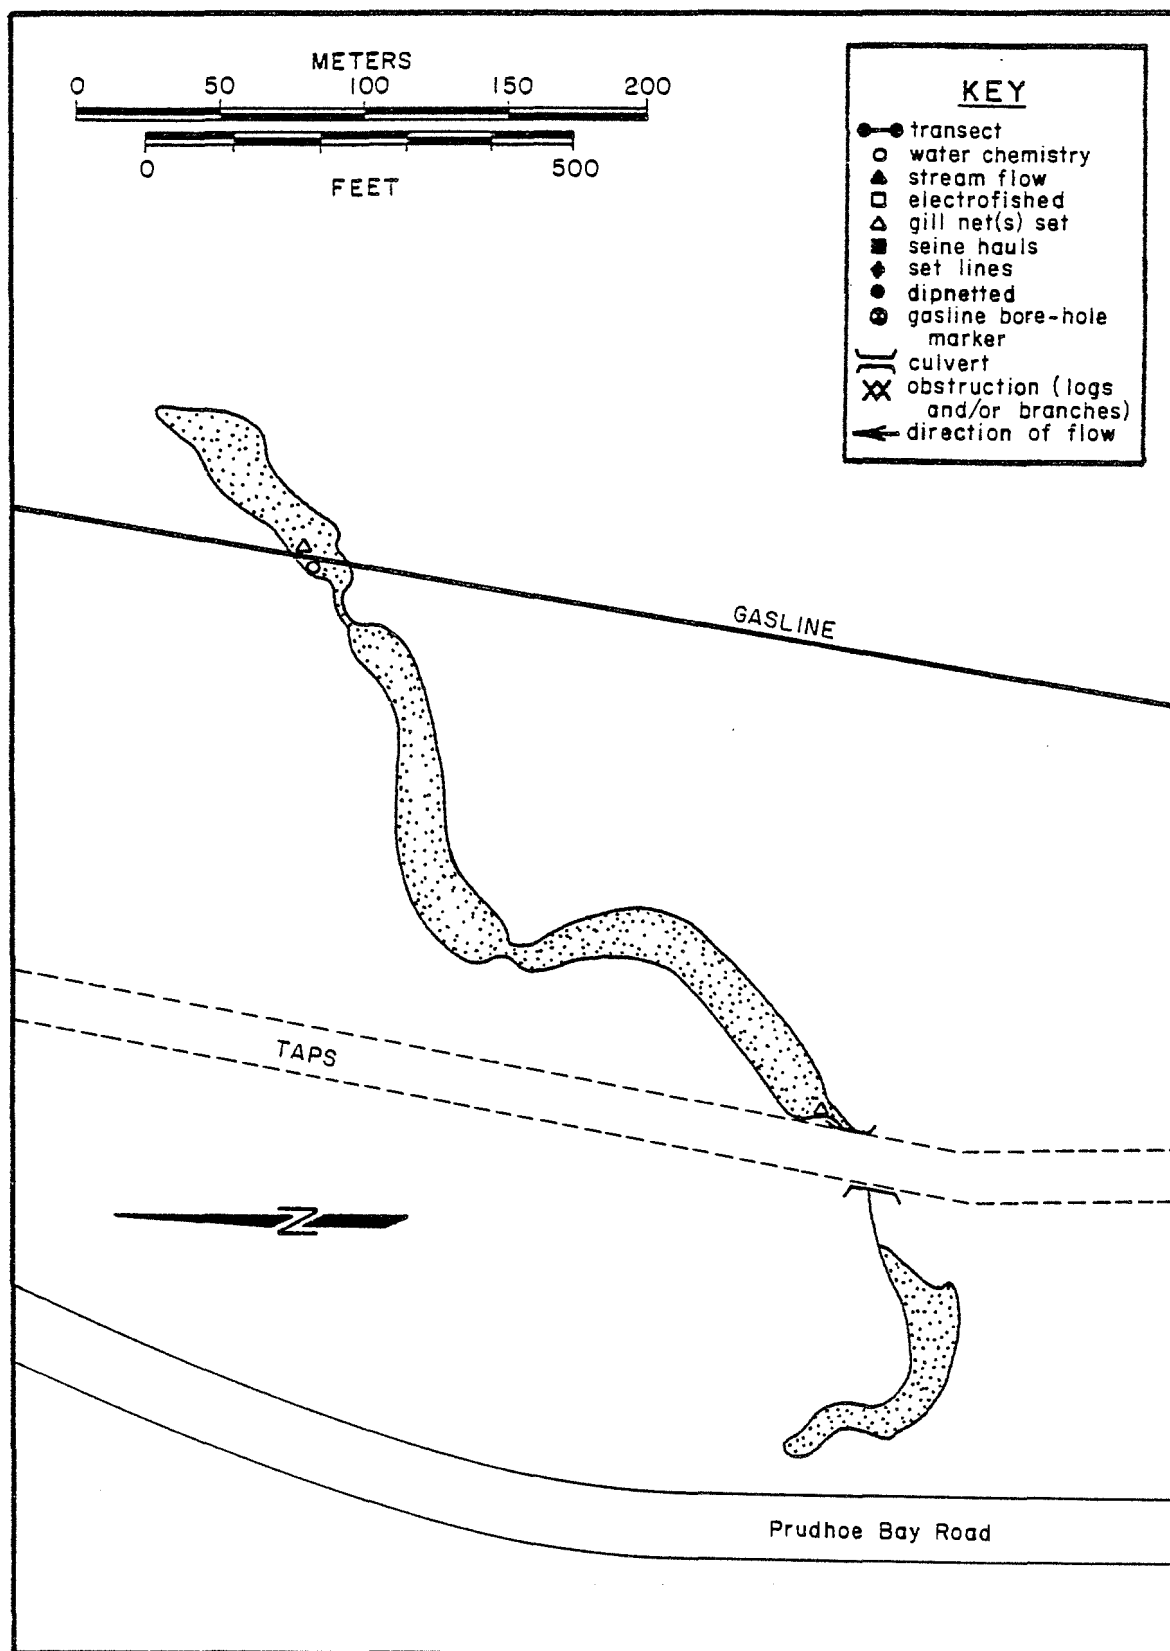 METERS
0 50 100 150 200
0 500
FEET
KEY
transect
water chemistry
stream flow
electrofished
gill net(s) set
seine hauls
set lines
dipnetted
gasline bore-hole
marker
culvert
obstruction (logs
and/or branches)
direction of flow
GASLINE
TAPS
N
Prudhoe Bay Road